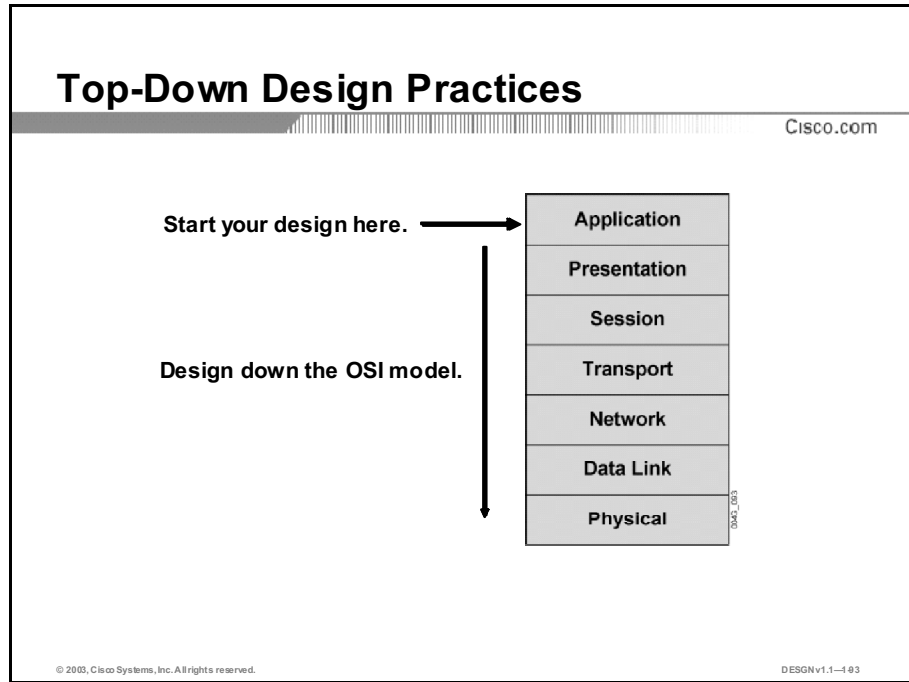 Top-Down Design Practices
Cisco.com
Start your design here.
Design down the OSI model.
Application
Presentation
Session
Transport
Network
Data Link
Physical
004G_093
© 2003, Cisco Systems, Inc. All rights reserved.
DESGN v1.1—1-93